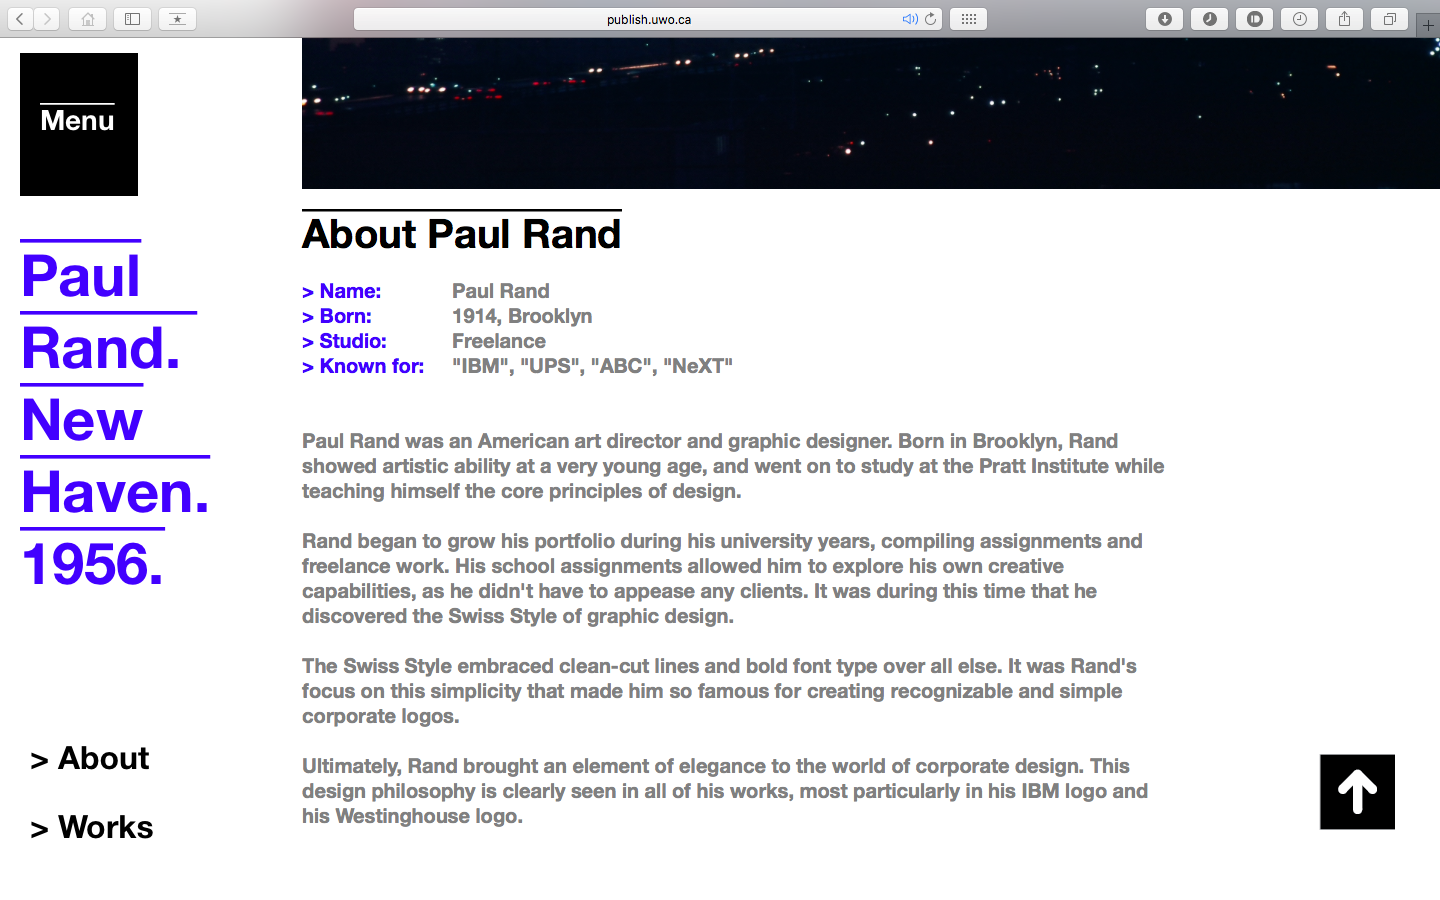 publish.uwo.ca
Menu
Paul
Rand.
New
Haven.
1956.
> About
> Works
About Paul Rand
> Name: Paul Rand
> Born: 1914, Brooklyn
> Studio: Freelance
> Known for: "IBM", "UPS", "ABC", "NeXT"
Paul Rand was an American art director and graphic designer. Born in Brooklyn, Rand
showed artistic ability at a very young age, and went on to study at the Pratt Institute while
teaching himself the core principles of design.
Rand began to grow his portfolio during his university years, compiling assignments and
freelance work. His school assignments allowed him to explore his own creative
capabilities, as he didn't have to appease any clients. It was during this time that he
discovered the Swiss Style of graphic design.
The Swiss Style embraced clean-cut lines and bold font type over all else. It was Rand's
focus on this simplicity that made him so famous for creating recognizable and simple
corporate logos.
Ultimately, Rand brought an element of elegance to the world of corporate design. This
design philosophy is clearly seen in all of his works, most particularly in his IBM logo and
his Westinghouse logo.